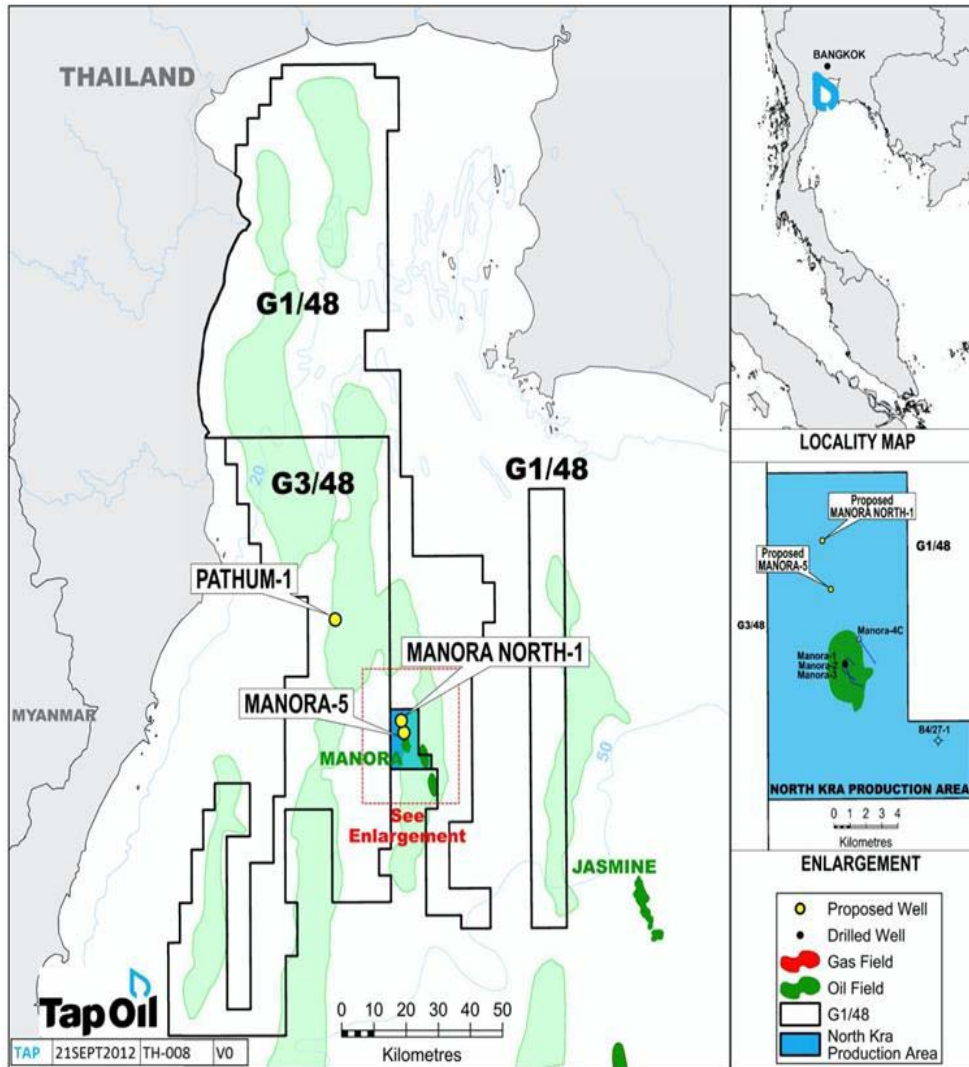 THAILAND
G1/48
G3/48
G1/48
20
PATHUM-1
MANORA NORTH-1
MANORA-5
MYANMAR
MANORA
50
See
Enlargement
JASMINE
TapOil
0 10 20 30 40 50
Kilometres
TAP 21SEPT2012 TH-008 V0
BANGKOK
LOCALITY MAP
Proposed
MANORA NORTH-1
G1/48
Proposed
MANORA-5
G3/48
Manora-4C
Manora-1
Manora-2
Manora-3
B4/27-1
NORTH KRA PRODUCTION AREA
0 1 2 3 4
Kilometres
ENLARGEMENT
Proposed Well
Drilled Well
Gas Field
Oil Field
G1/48
North Kra
Production Area